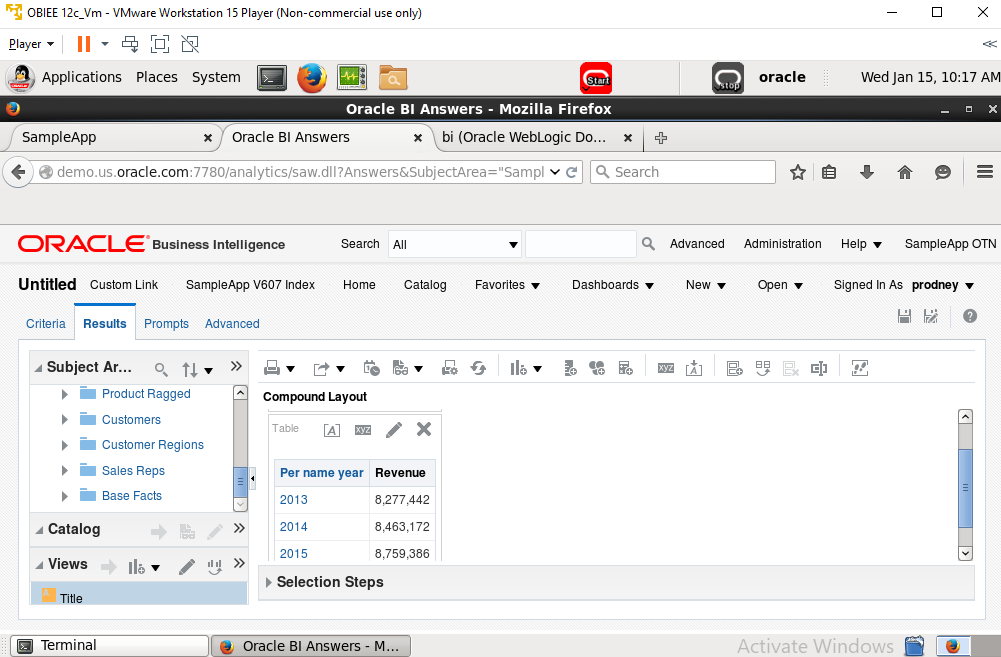 OBIEE 12c_Vm - VMware Workstation 15 Player (Non-commercial use only)
Player
Applications Places System Start stop oracle Wed Jan 15, 10:17 AM
Oracle BI Answers - Mozilla Firefox
SampleApp Oracle BI Answers bi (Oracle WebLogic Do...
demo.us.oracle.com:7780/analytics/saw.dll?Answers&SubjectArea="Sampl Search
ORACLE Business Intelligence Search All Advanced Administration Help SampleApp OTN
Untitled Custom Link SampleApp V607 Index Home Catalog Favorites Dashboards New Open Signed In As prodney
Criteria Results Prompts Advanced
Subject Ar...
Product Ragged
Customers
Customer Regions
Sales Reps
Base Facts
Catalog
Views
Title
xyz
Compound Layout
Table A xyz
Per name year Revenue
2013 8,277,442
2014 8,463,172
2015 8,759,386
Selection Steps
Activate Windows
Terminal Oracle BI Answers - M...